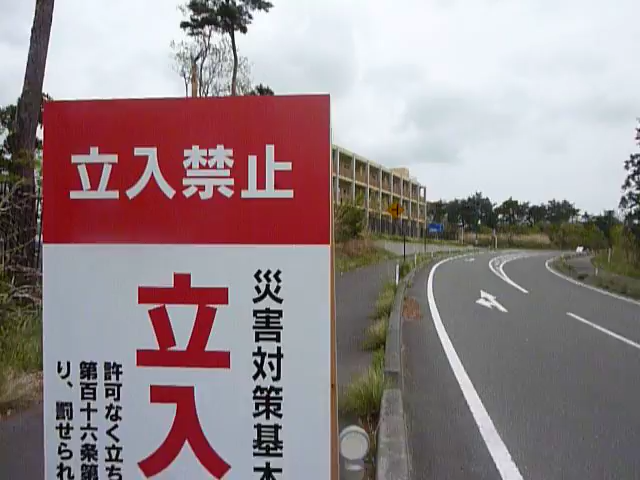 立入禁止
災害対策基本
立入
許可なく立ち
第百十六条第
り、罰せられ